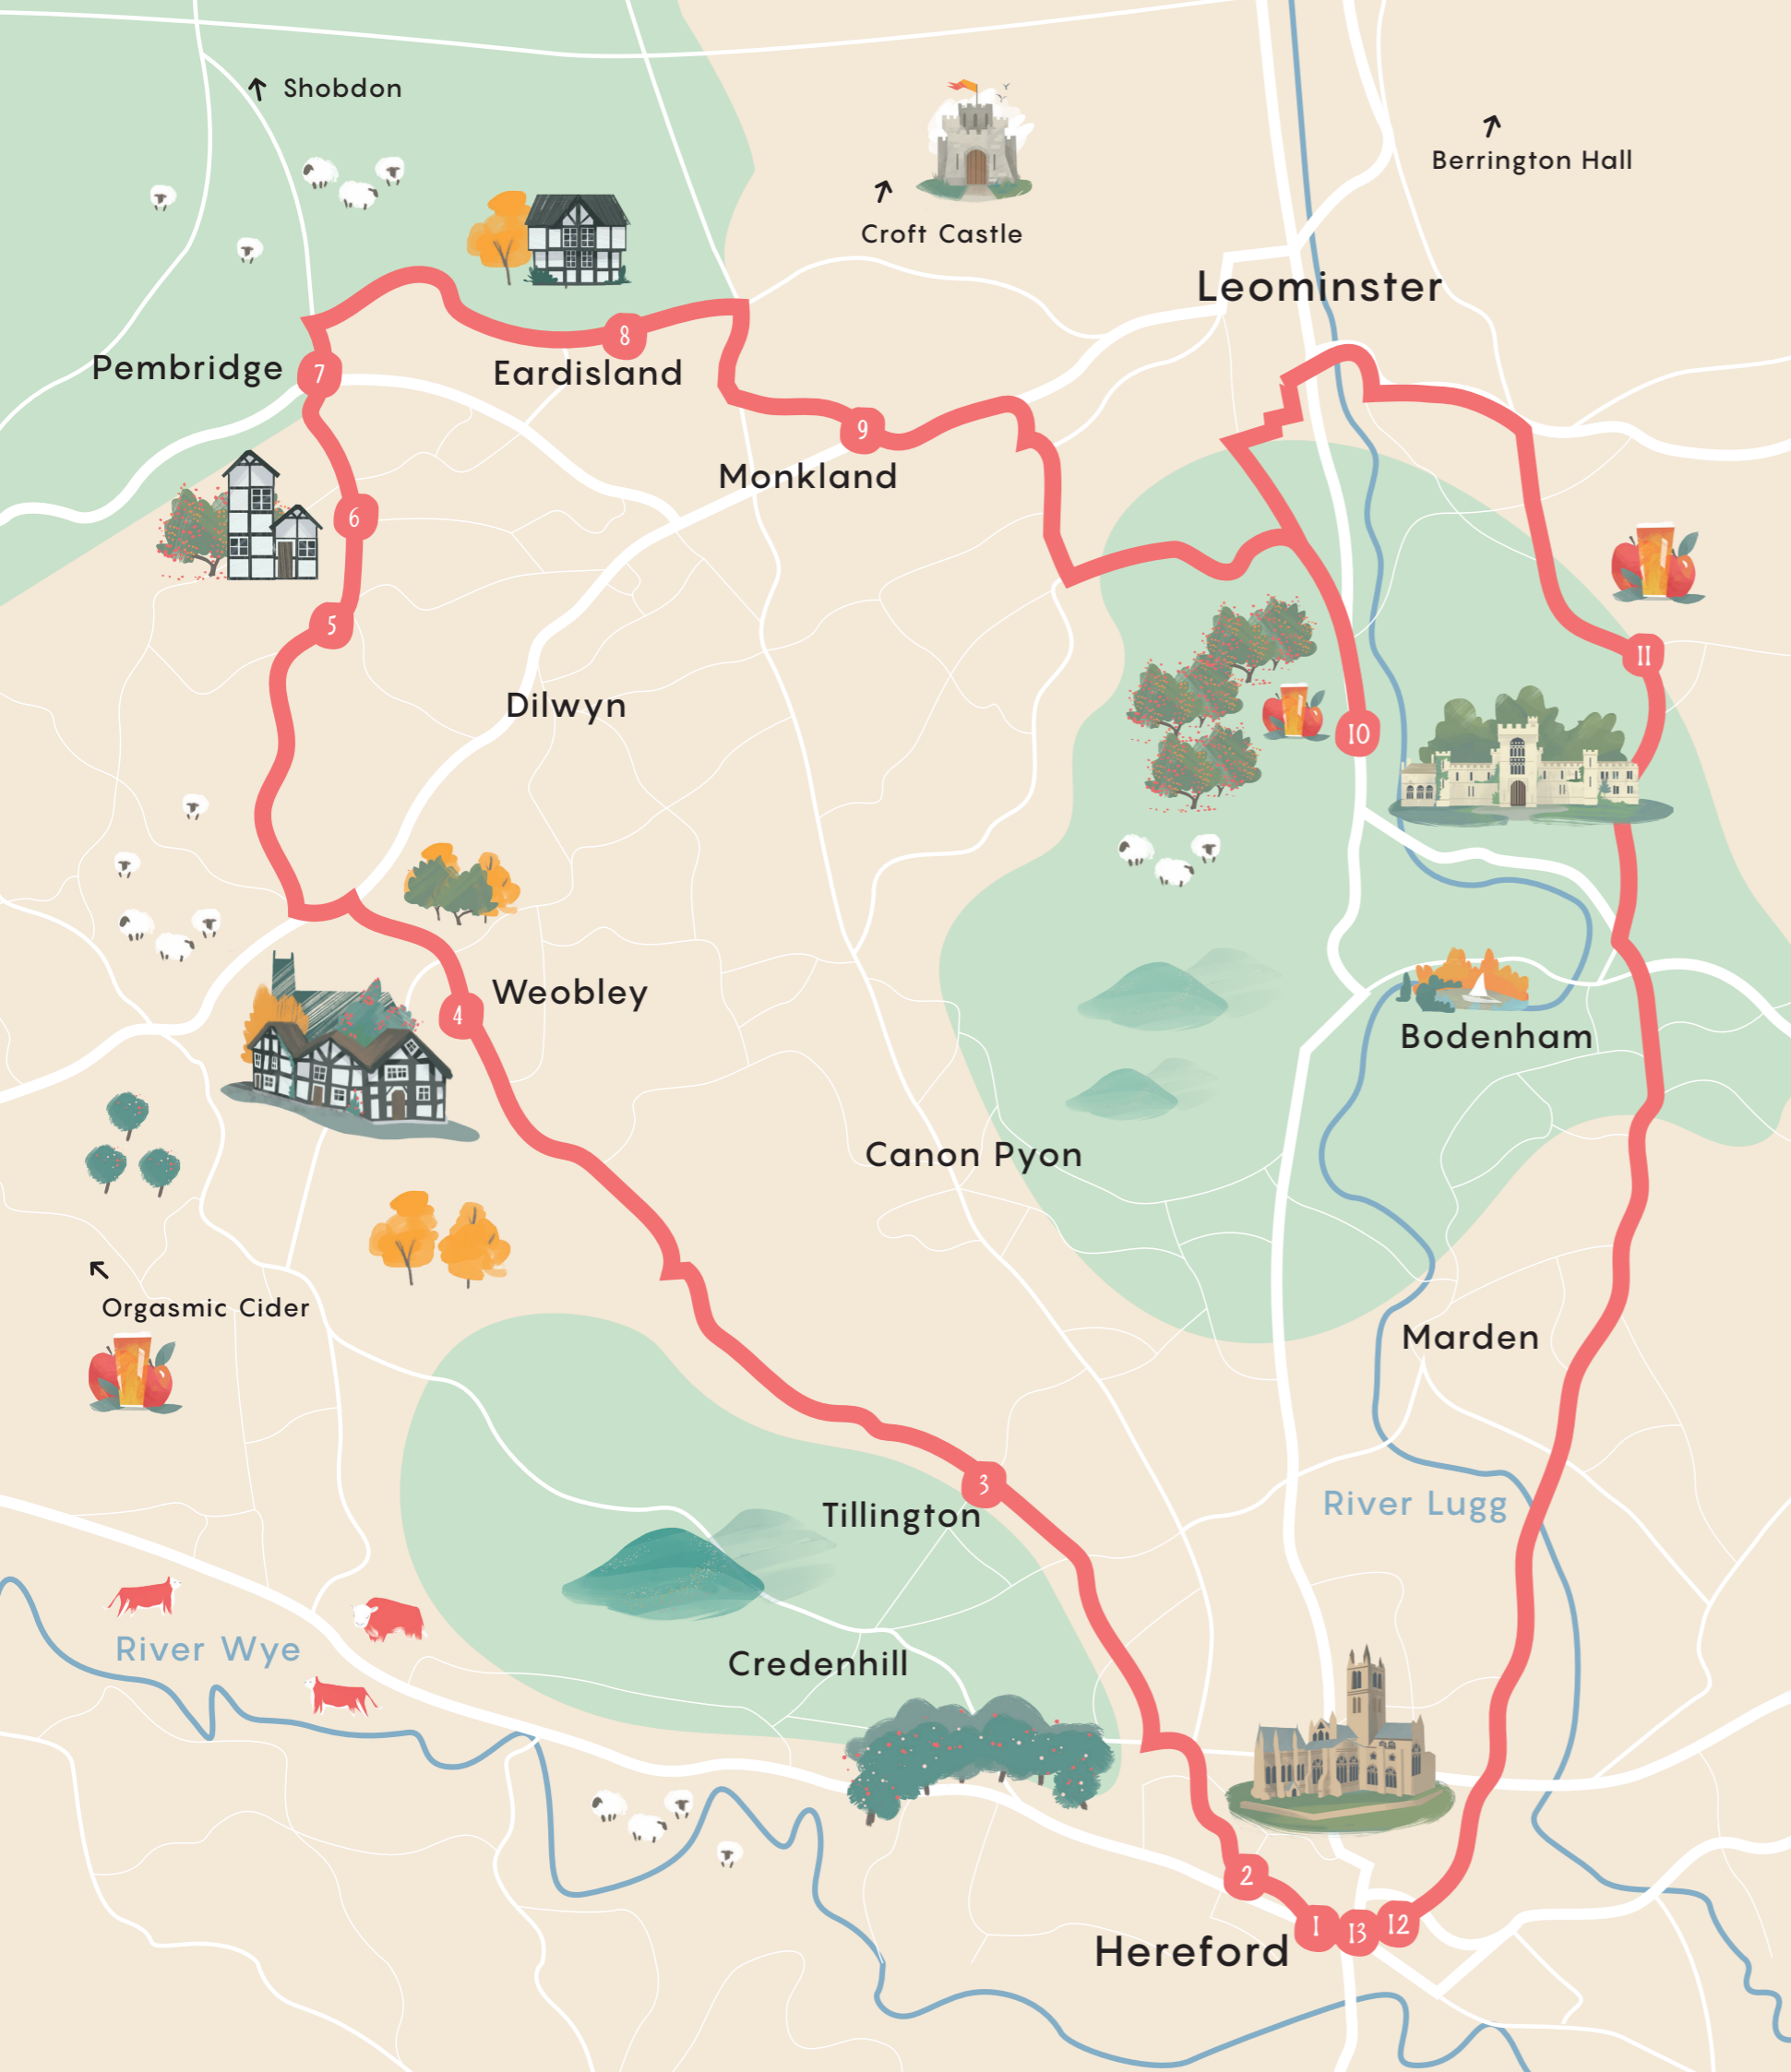 Shobdon
Berrington Hall
Croft Castle
Leominster
8
Pembridge
7
Eardisland
9
Monkland
6
5
11
Dilwyn
10
Weobley
4
Bodenham
Canon Pyon
Orgasmic Cider
Marden
3
Tillington
River Lugg
River Wye
Credenhill
2
1
13
12
Hereford